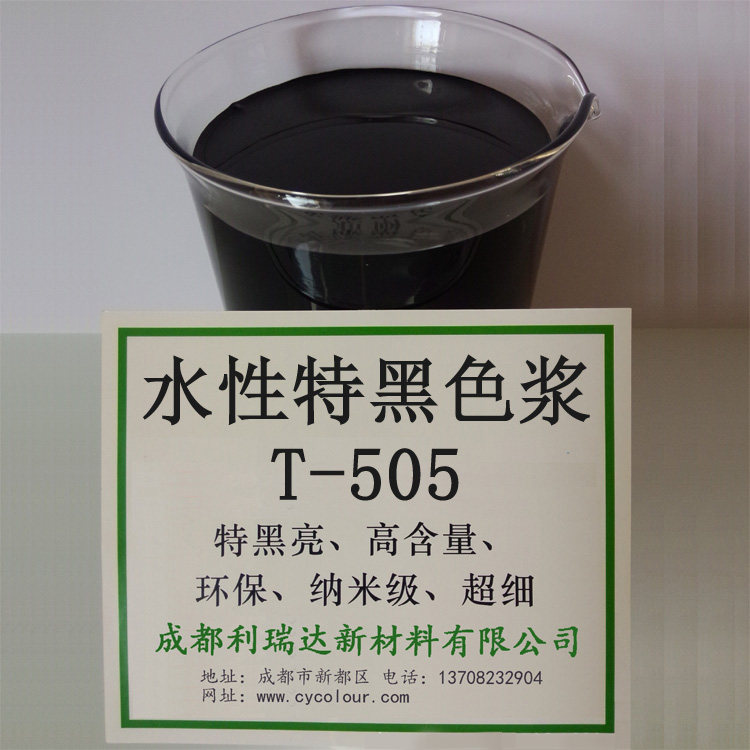 水性特黑色浆
T-505
特黑亮、高含量、
环保、纳米级、超细
成都利瑞达新材料有限公司
地址：成都市新都区 电话：13708232904
网址：www.cycolour.com